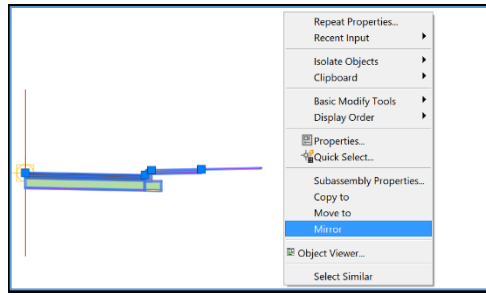 Repeat Properties...
Recent Input
Isolate Objects
Clipboard
Basic Modify Tools
Display Order
Properties...
Quick Select...
Subassembly Properties...
Copy to
Move to
Mirror
Object Viewer...
Select Similar